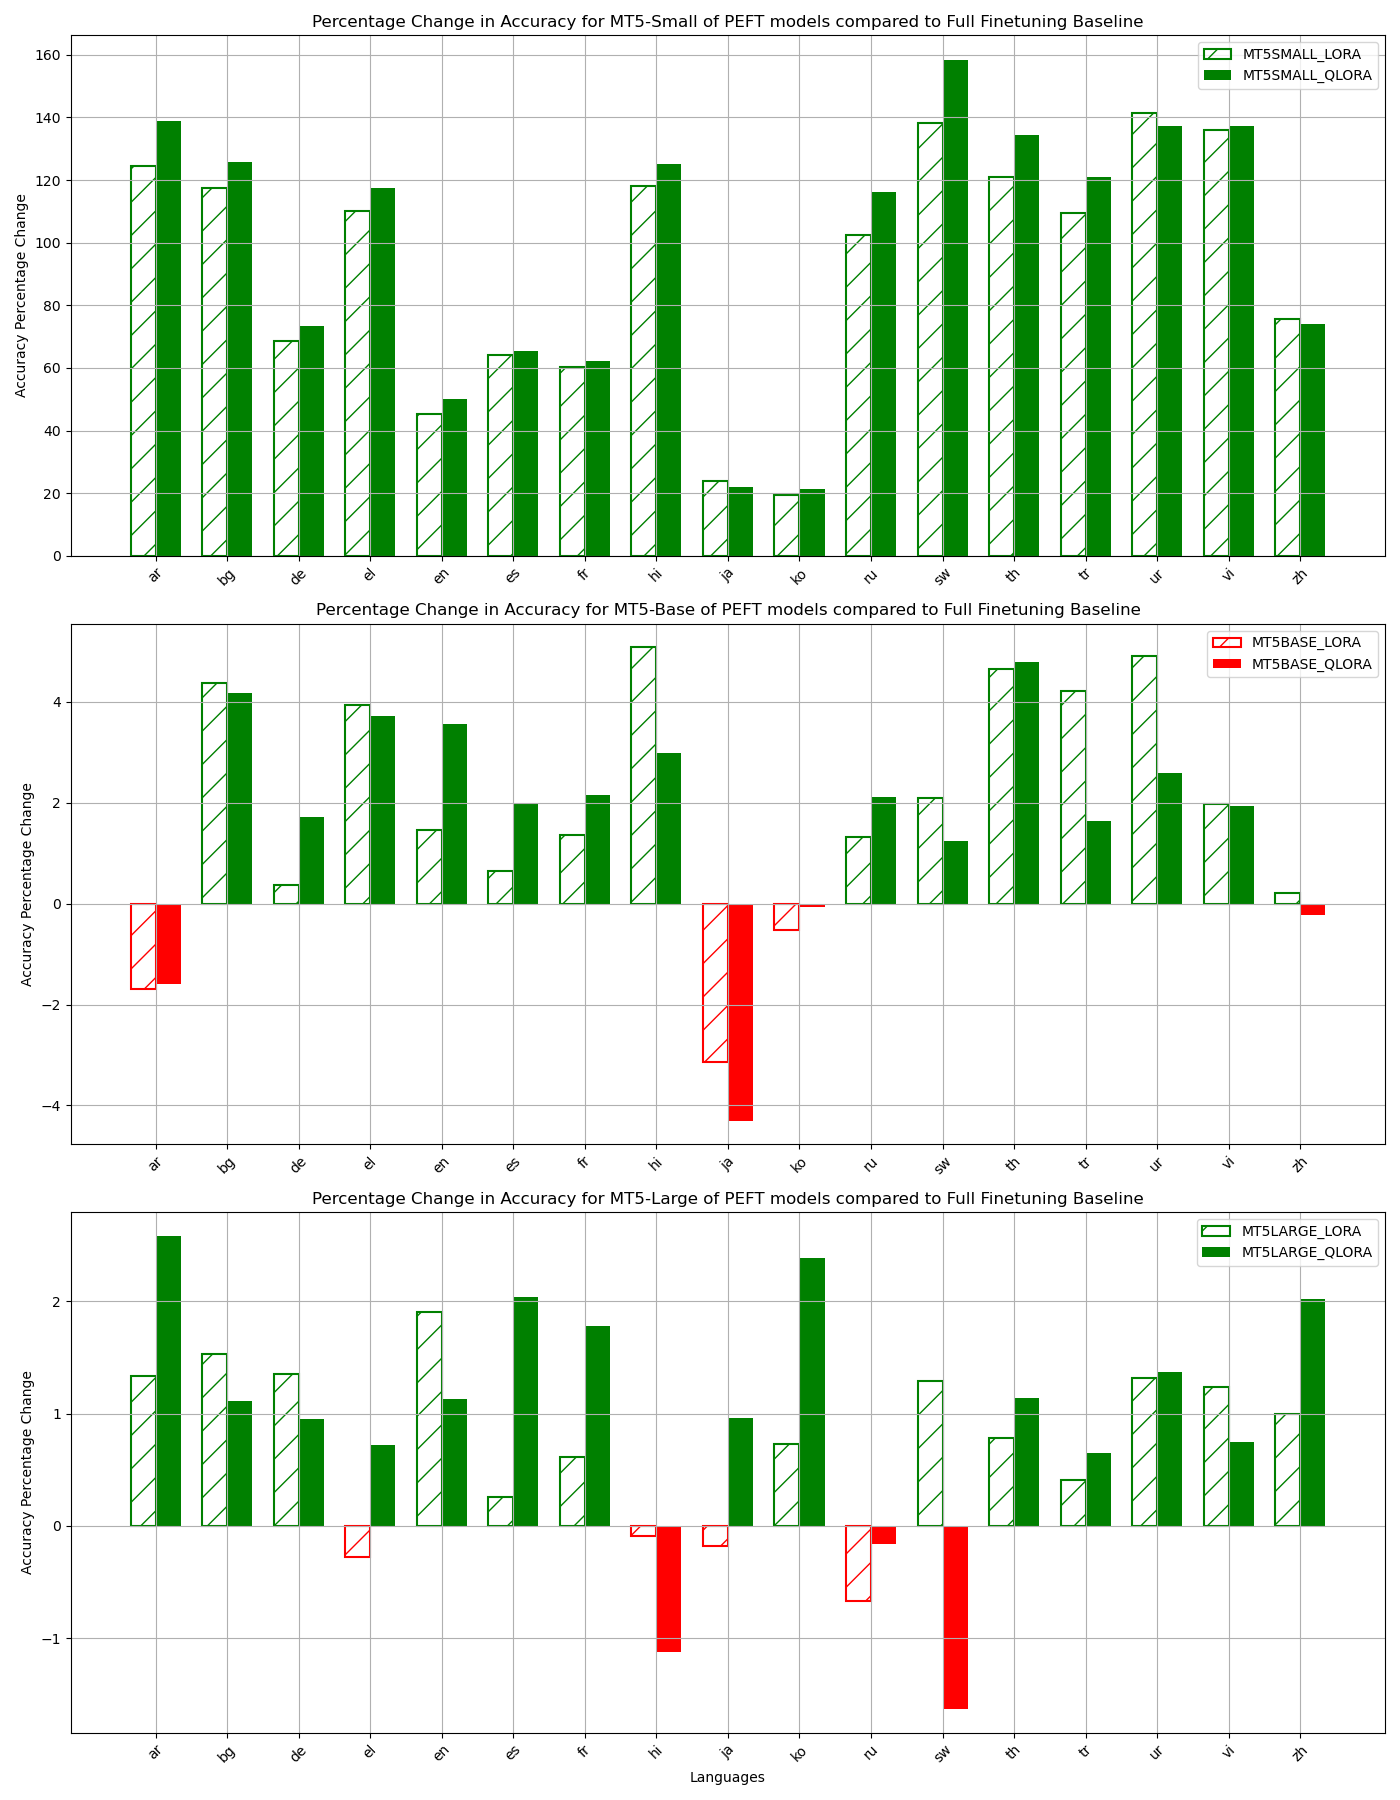 Percentage Change in Accuracy for MT5-Small of PEFT models compared to Full Finetuning Baseline
MT5SMALL_LORA
MT5SMALL_QLORA
Accuracy Percentage Change
160
140
120
100
80
60
40
20
0
ar bg de el en es fr hi ja ko ru sw th tr ur vi zh
Percentage Change in Accuracy for MT5-Base of PEFT models compared to Full Finetuning Baseline
MT5BASE_LORA
MT5BASE_QLORA
Accuracy Percentage Change
4
2
0
−2
−4
ar bg de el en es fr hi ja ko ru sw th tr ur vi zh
Percentage Change in Accuracy for MT5-Large of PEFT models compared to Full Finetuning Baseline
MT5LARGE_LORA
MT5LARGE_QLORA
Accuracy Percentage Change
2
1
0
−1
ar bg de el en es fr hi ja ko ru sw th tr ur vi zh
Languages